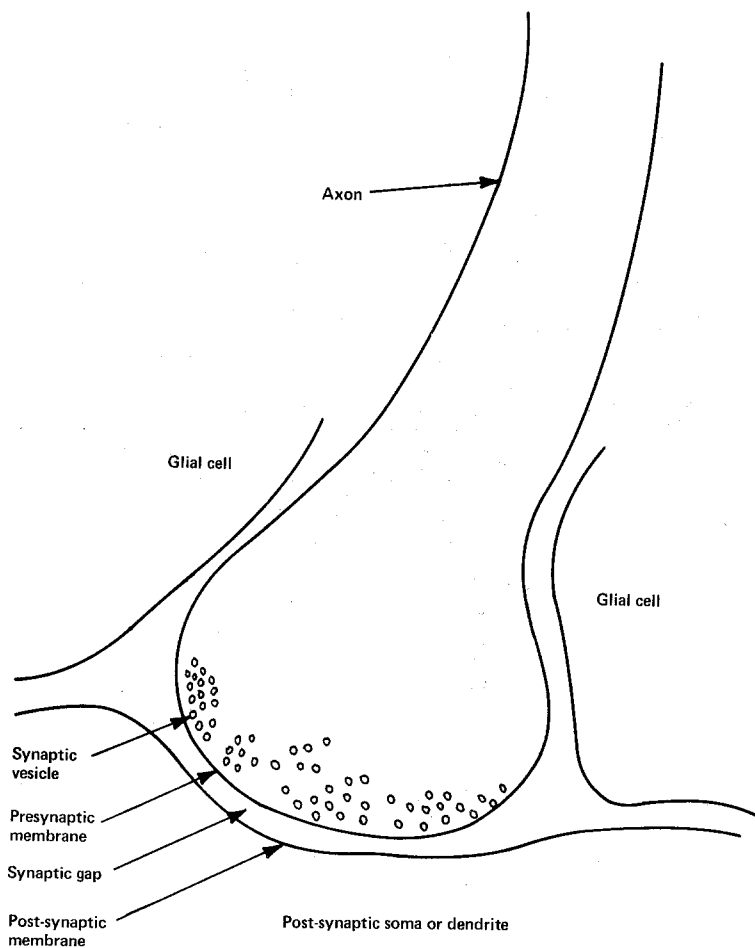 Axon
Glial cell
Glial cell
Synaptic
vesicle
Presynaptic
membrane
Synaptic gap
Post-synaptic
membrane
Post-synaptic soma or dendrite